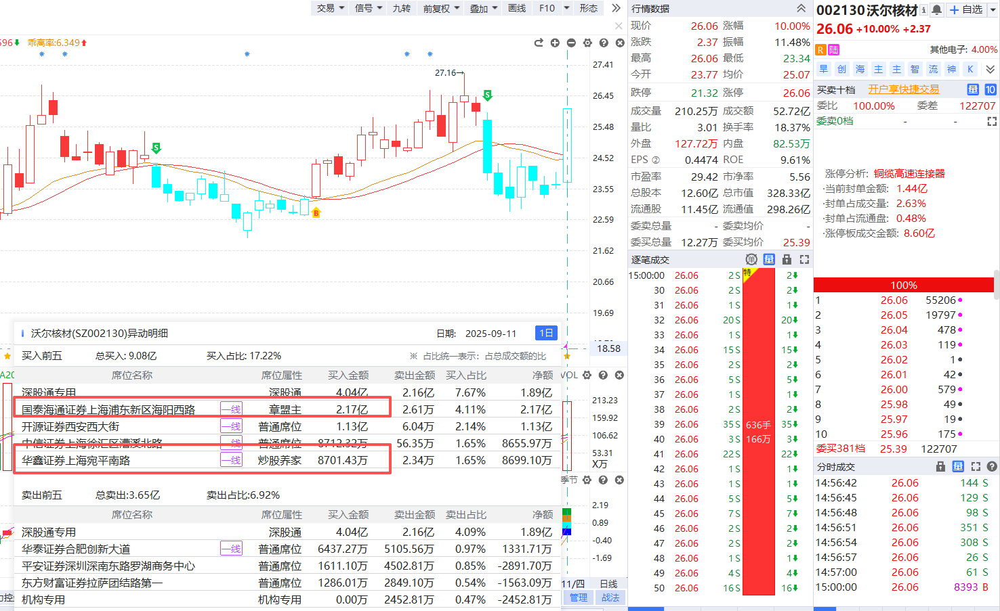 交易 信号 九转 前复权 叠加 画线 F10 形态
596 乖离率:6.349
27.16
S
S
B
27.41
26.45
25.48
24.52
23.55
22.59
21.62
20.66
19.69
18.58
沃尔核材(SZ002130)异动明细 日期: 2025-09-11 1日
买入前五 总买入: 9.08亿 买入占比: 17.22% ※ 占比统一表示：占总成交额的比
席位名称 席位属性 买入金额 卖出金额 买入占比 净额
深股通专用 深股通 4.04亿 2.16亿 7.67% 1.89亿
国泰海通证券上海浦东新区海阳西路 一线 章盟主 2.17亿 2.61万 4.11% 2.17亿
开源证券西安西大街 一线 普通席位 1.13亿 6.04万 2.14% 1.13亿
中信证券上海徐汇区漕溪北路 一线 普通席位 8712.32万 56.35万 1.65% 8655.97万
华鑫证券上海宛平南路 一线 炒股养家 8701.43万 2.34万 1.65% 8699.10万
卖出前五 总卖出:3.65亿 卖出占比:6.92%
席位名称 席位属性 买入金额 卖出金额 卖出占比 净额
深股通专用 深股通 4.04亿 2.16亿 4.09% 1.89亿
华泰证券合肥创新大道 一线 普通席位 6437.27万 5105.56万 0.97% 1331.71万
平安证券深圳深南东路罗湖商务中心 普通席位 1611.10万 4502.81万 0.85% -2891.70万
东方财富证券拉萨团结路第一 普通席位 1286.01万 2849.10万 0.54% -1563.09万
机构专用 机构专用 0.00万 2452.81万 0.47% -2452.81万
A20
力控
VOL
213.23
159.92
106.62
53.31
X万
季节
2.19
0.89
-0.40
-1.69
11/四 日线
管理 战法
行情数据
现价 26.06 涨幅 10.00%
涨跌 2.37 振幅 11.48%
最高 26.06 最低 23.34
今开 23.77 均价 25.07
跌停 21.32 涨停 26.06
成交量 210.25万 成交额 52.72亿
量比 3.01 换手率 18.37%
外盘 127.72万 内盘 82.53万
EPS ② 0.4474 ROE 9.61%
市盈率 29.42 市净率 5.56
总股本 12.60亿 总市值 328.33亿
流通股 11.45亿 流通值 298.26亿
委卖总量 - 委卖均价 -
委买总量 12.27万 委买均价 25.39
逐笔成交 单 量
15:00:00 26.06 2 S 特 2
30 26.06 2 S 2
31 26.06 1 S 1
32 26.06 20 S 20
33 26.06 1 S 1
34 26.06 15 S 15
35 26.06 2 S 2
36 26.06 5 S 5
37 26.06 1 S 1
38 26.06 2 S 2
39 26.06 35 S 636手 35
40 26.06 3 S 166万 3
41 26.06 22 S 22
42 26.06 1 S 1
43 26.06 1 S 1
44 26.06 5 S 5
45 26.06 7 S 7
46 26.06 2 S 2
47 26.06 2 S 2
48 26.06 1 S 1
49 26.06 4 S 4
50 26.06 16 S 16
002130 沃尔核材 自选
26.06 +10.00% +2.37
R 陆 其他电子: 4.00%
旱 创 海 主 主 智 流 神 K
买卖十档 开户享快捷交易 量 10
委比 100.00% 委差 122707
委卖0档 - -
涨停分析: 铜缆高速连接器
·当前封单金额: 1.44亿
·封单占成交量: 2.63%
·封单占流通盘: 0.48%
·涨停板成交金额: 8.60亿
100%
1 26.06 55206
2 26.05 19797
3 26.04 478
4 26.03 119
5 26.02 1
6 26.01 42
7 26.00 579
8 25.98 49
9 25.97 19
10 25.96 175
委买381档 25.39 122707
分时成交 量
14:56:42 26.06 144 S
14:56:45 26.06 129 S
14:56:48 26.06 98 S
14:56:51 26.06 351 S
14:56:54 26.06 308 S
14:56:57 26.06 26 S
14:57:00 26.06 61 S
15:00:00 26.06 8393 B